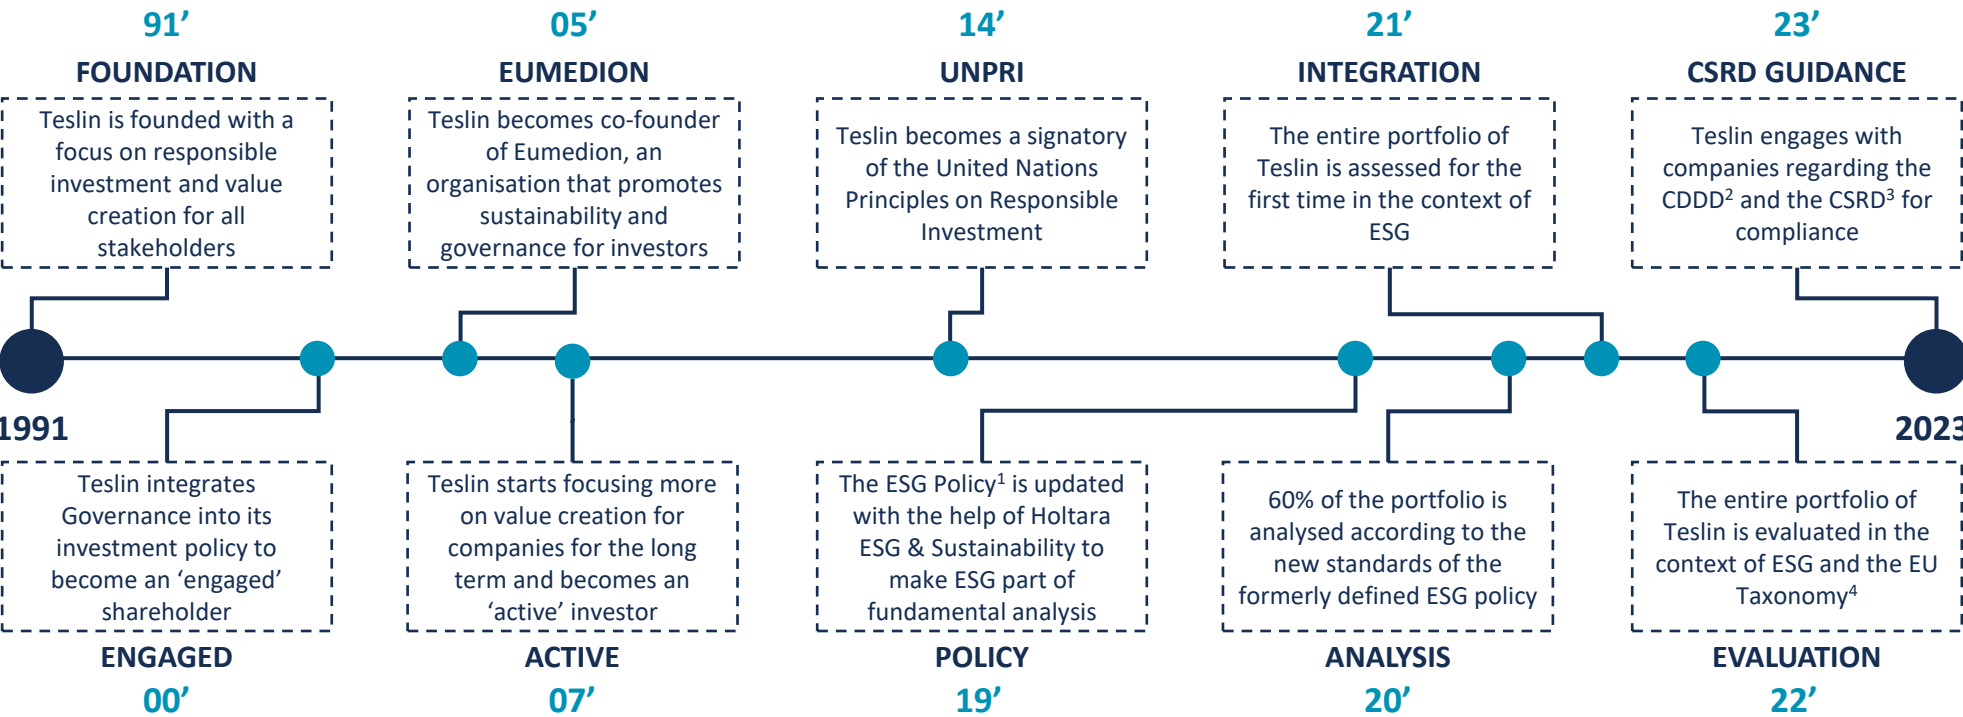 91’
FOUNDATION
Teslin is founded with a
focus on responsible
investment and value
creation for all
stakeholders
05’
EUMEDION
Teslin becomes co-founder
of Eumedion, an
organisation that promotes
sustainability and
governance for investors
14’
UNPRI
Teslin becomes a signatory
of the United Nations
Principles on Responsible
Investment
21’
INTEGRATION
The entire portfolio of
Teslin is assessed for the
first time in the context of
ESG
23’
CSRD GUIDANCE
Teslin engages with
companies regarding the
CDDD² and the CSRD³ for
compliance
1991
2023
Teslin integrates
Governance into its
investment policy to
become an ‘engaged’
shareholder
ENGAGED
00’
Teslin starts focusing more
on value creation for
companies for the long
term and becomes an
‘active’ investor
ACTIVE
07’
The ESG Policy¹ is updated
with the help of Holtara
ESG & Sustainability to
make ESG part of
fundamental analysis
POLICY
19’
60% of the portfolio is
analysed according to the
new standards of the
formerly defined ESG policy
ANALYSIS
20’
The entire portfolio of
Teslin is evaluated in the
context of ESG and the EU
Taxonomy⁴
EVALUATION
22’